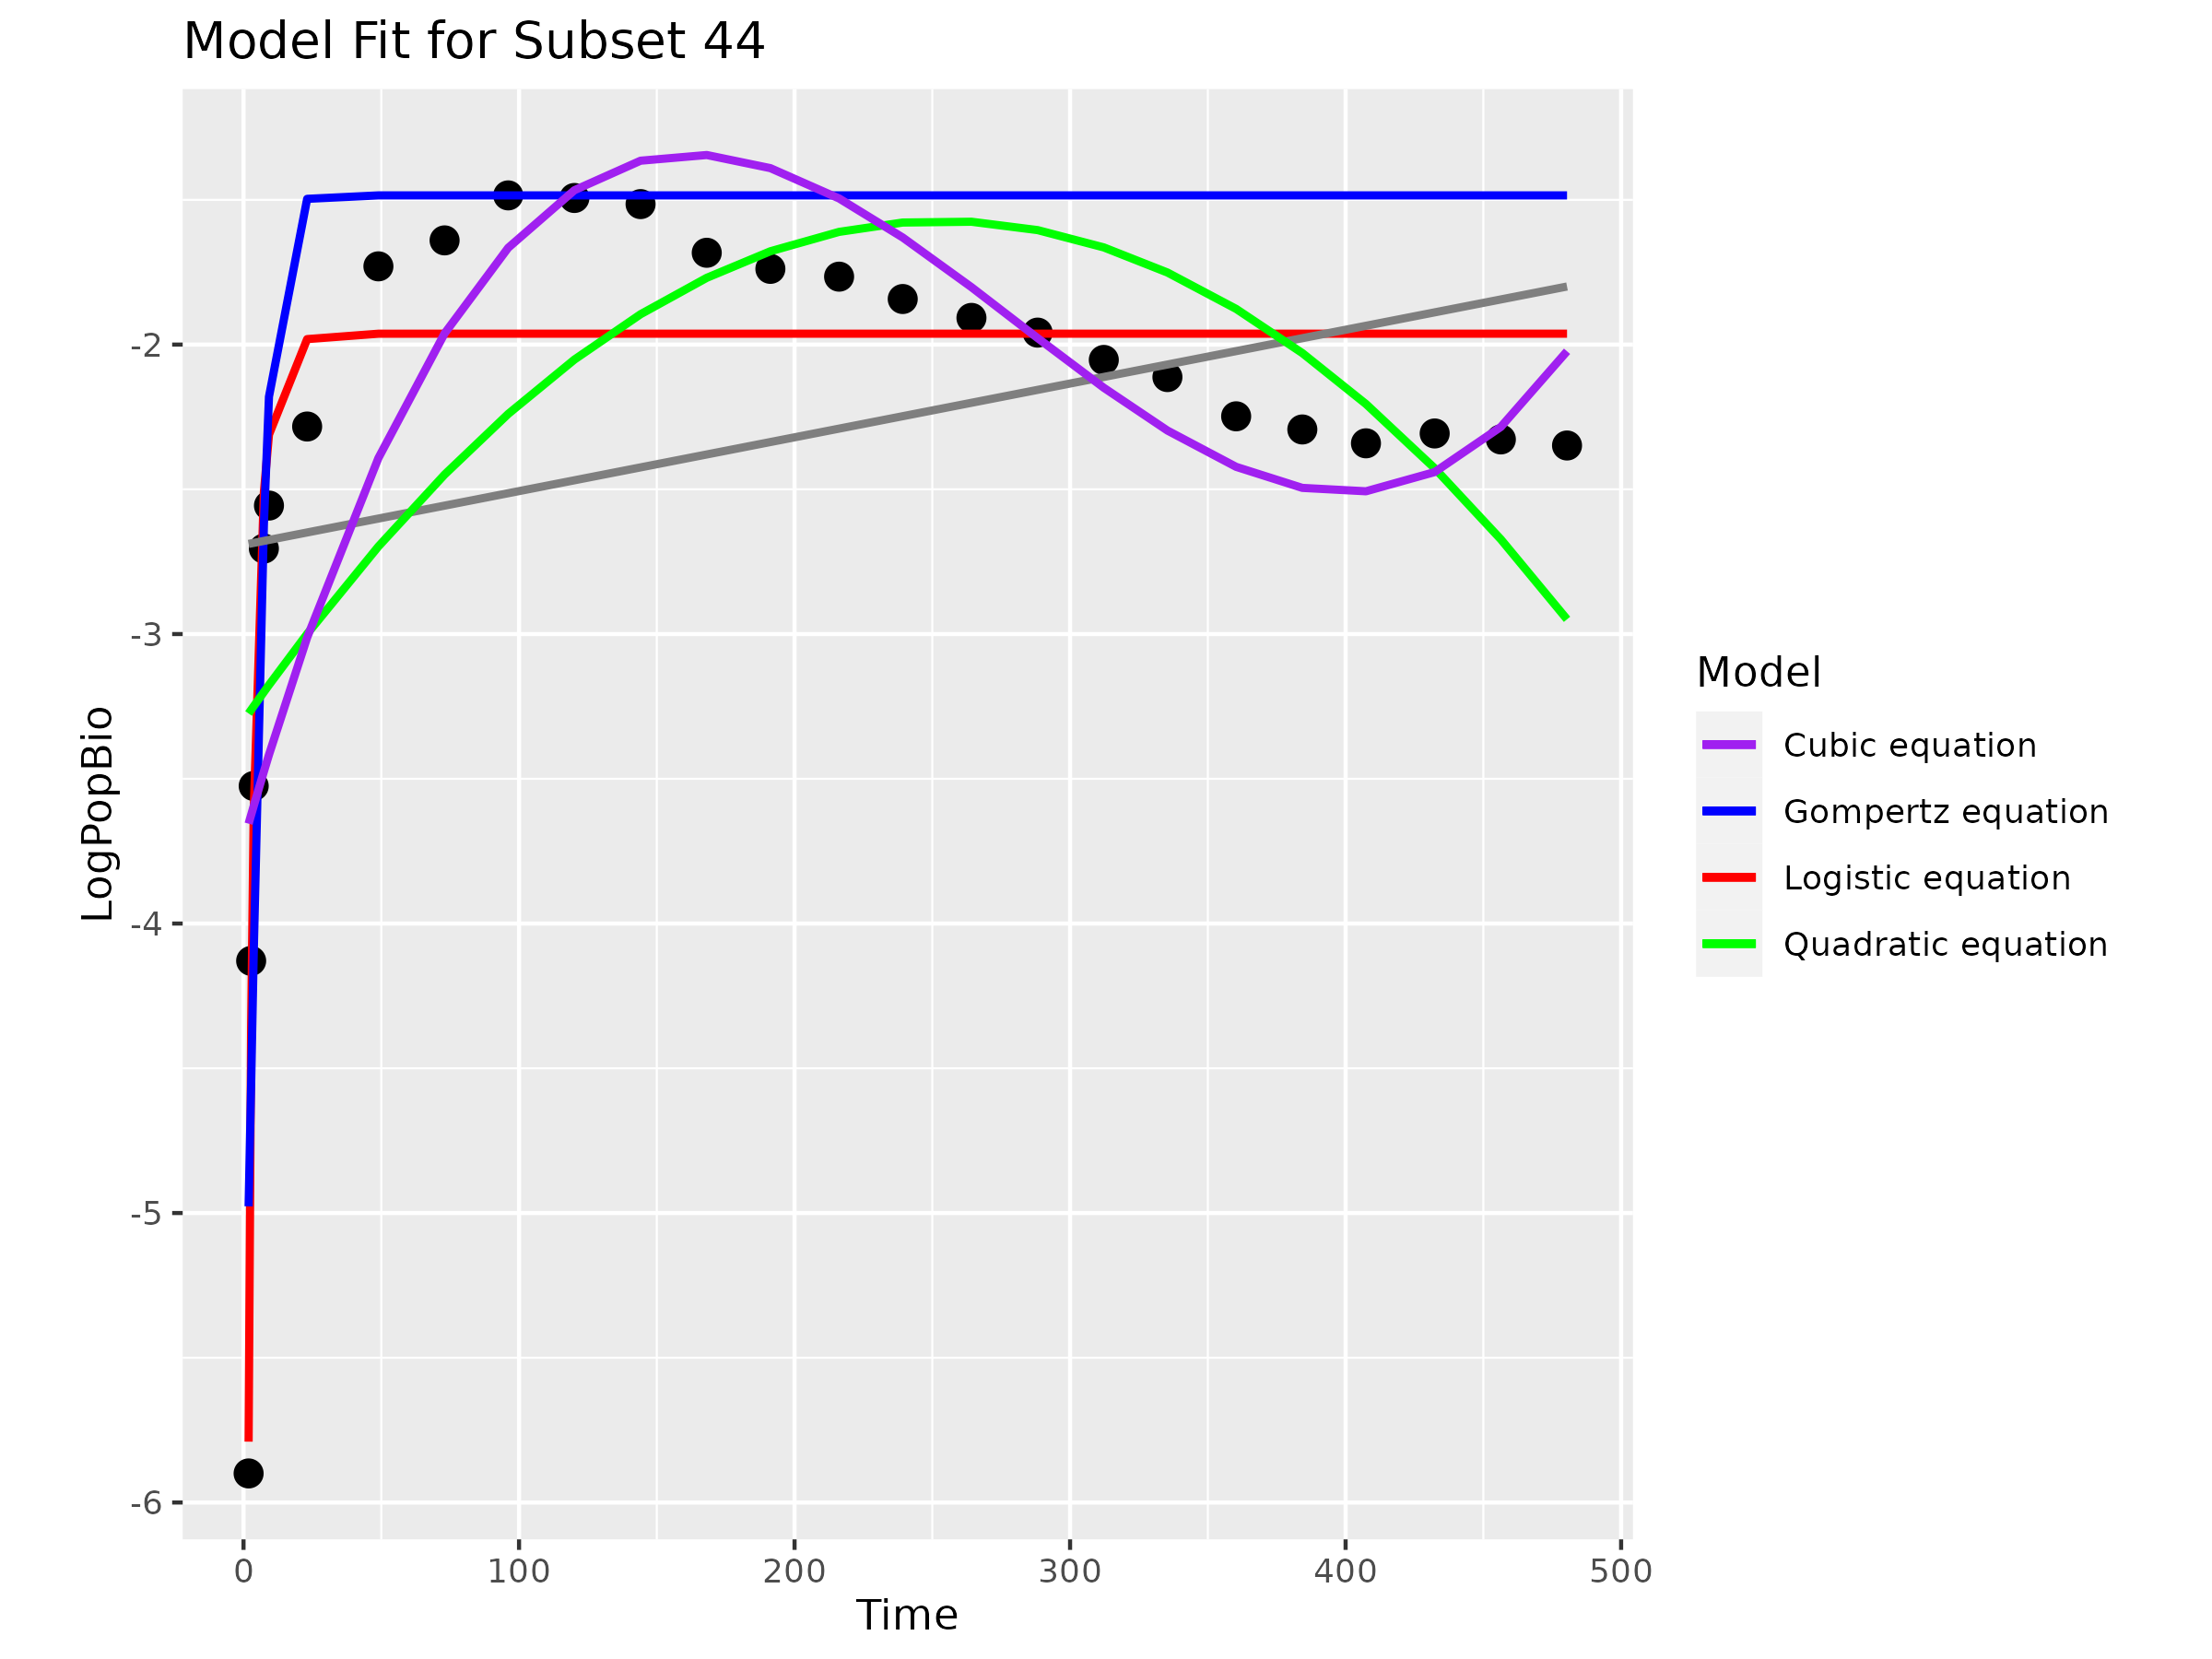 Model Fit for Subset 44
LogPopBio
-2
-3
-4
-5
-6
0 100 200 300 400 500
Time
Model
Cubic equation
Gompertz equation
Logistic equation
Quadratic equation